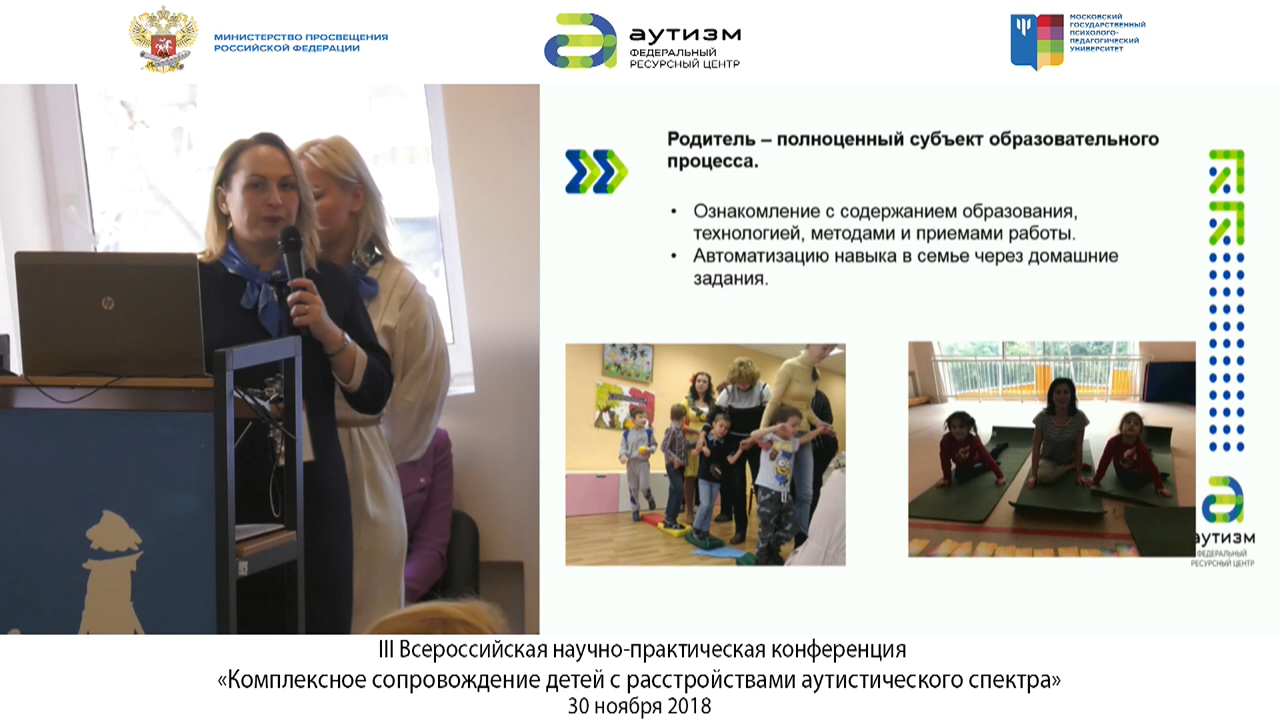 МИНИСТЕРСТВО ПРОСВЕЩЕНИЯ
РОССИЙСКОЙ ФЕДЕРАЦИИ
аутизм
ФЕДЕРАЛЬНЫЙ
РЕСУРСНЫЙ ЦЕНТР
МОСКОВСКИЙ
ГОСУДАРСТВЕННЫЙ
ПСИХОЛОГО-
ПЕДАГОГИЧЕСКИЙ
УНИВЕРСИТЕТ
hp
Родитель – полноценный субъект образовательного
процесса.
• Ознакомление с содержанием образования,
технологией, методами и приемами работы.
• Автоматизацию навыка в семье через домашние
задания.
аутизм
ФЕДЕРАЛЬНЫЙ
РЕСУРСНЫЙ ЦЕНТР
III Всероссийская научно-практическая конференция
«Комплексное сопровождение детей с расстройствами аутистического спектра»
30 ноября 2018